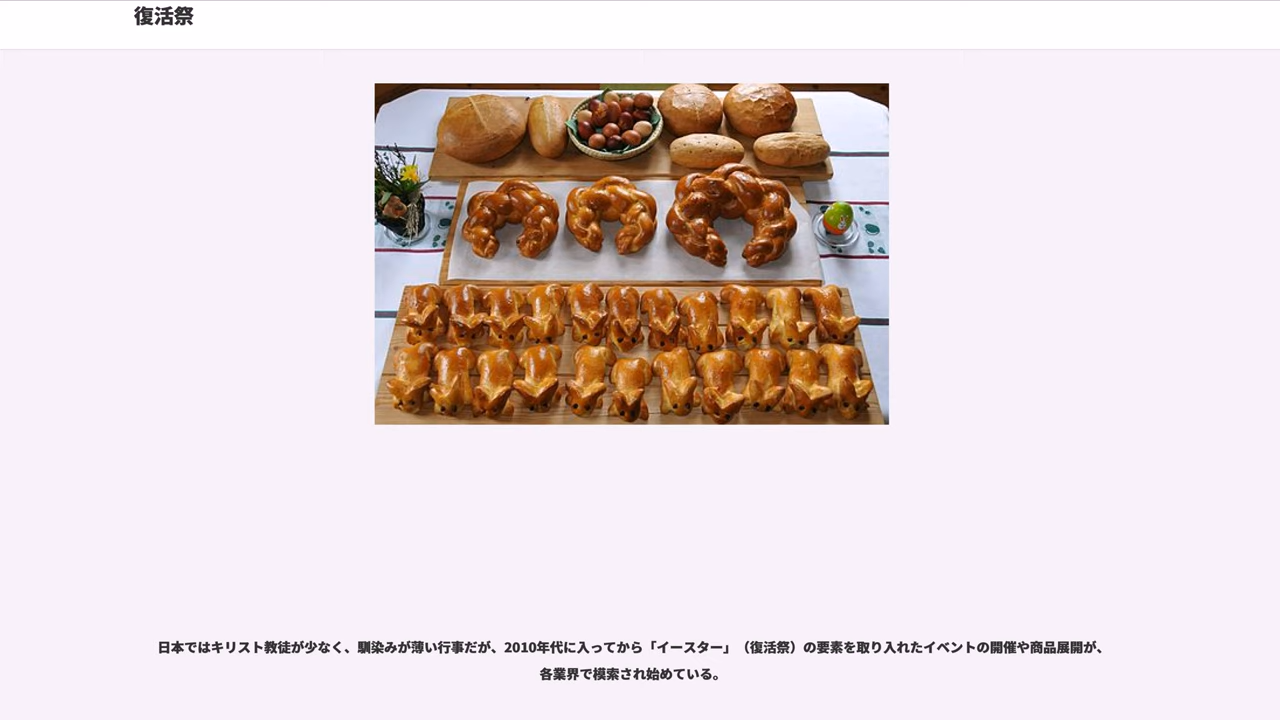 復活祭
日本ではキリスト教徒が少なく、馴染みが薄い行事だが、2010年代に入ってから「イースター」（復活祭）の要素を取り入れたイベントの開催や商品展開が、
各業界で模索され始めている。